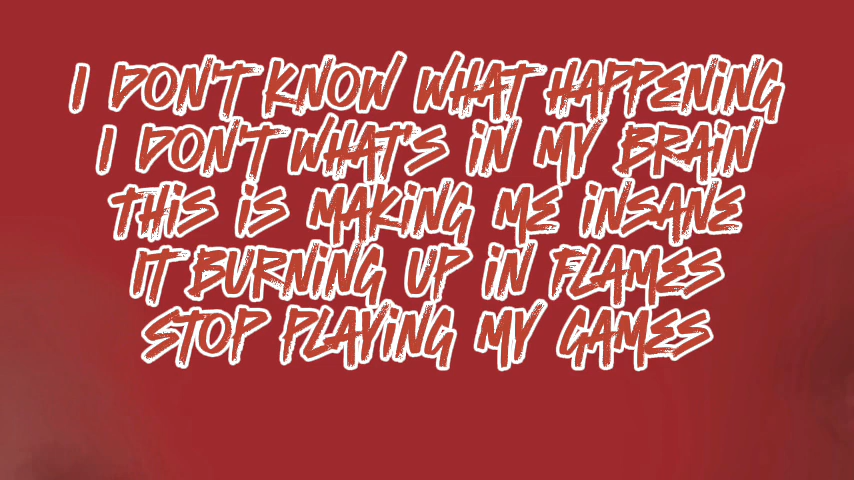 I DON'T KNOW WHAT HAPPENING
I DON'T WHAT'S IN MY BRAIN
THIS IS MAKING ME INSANE
IT BURNING UP IN FLAMES
STOP PLAYING MY GAMES